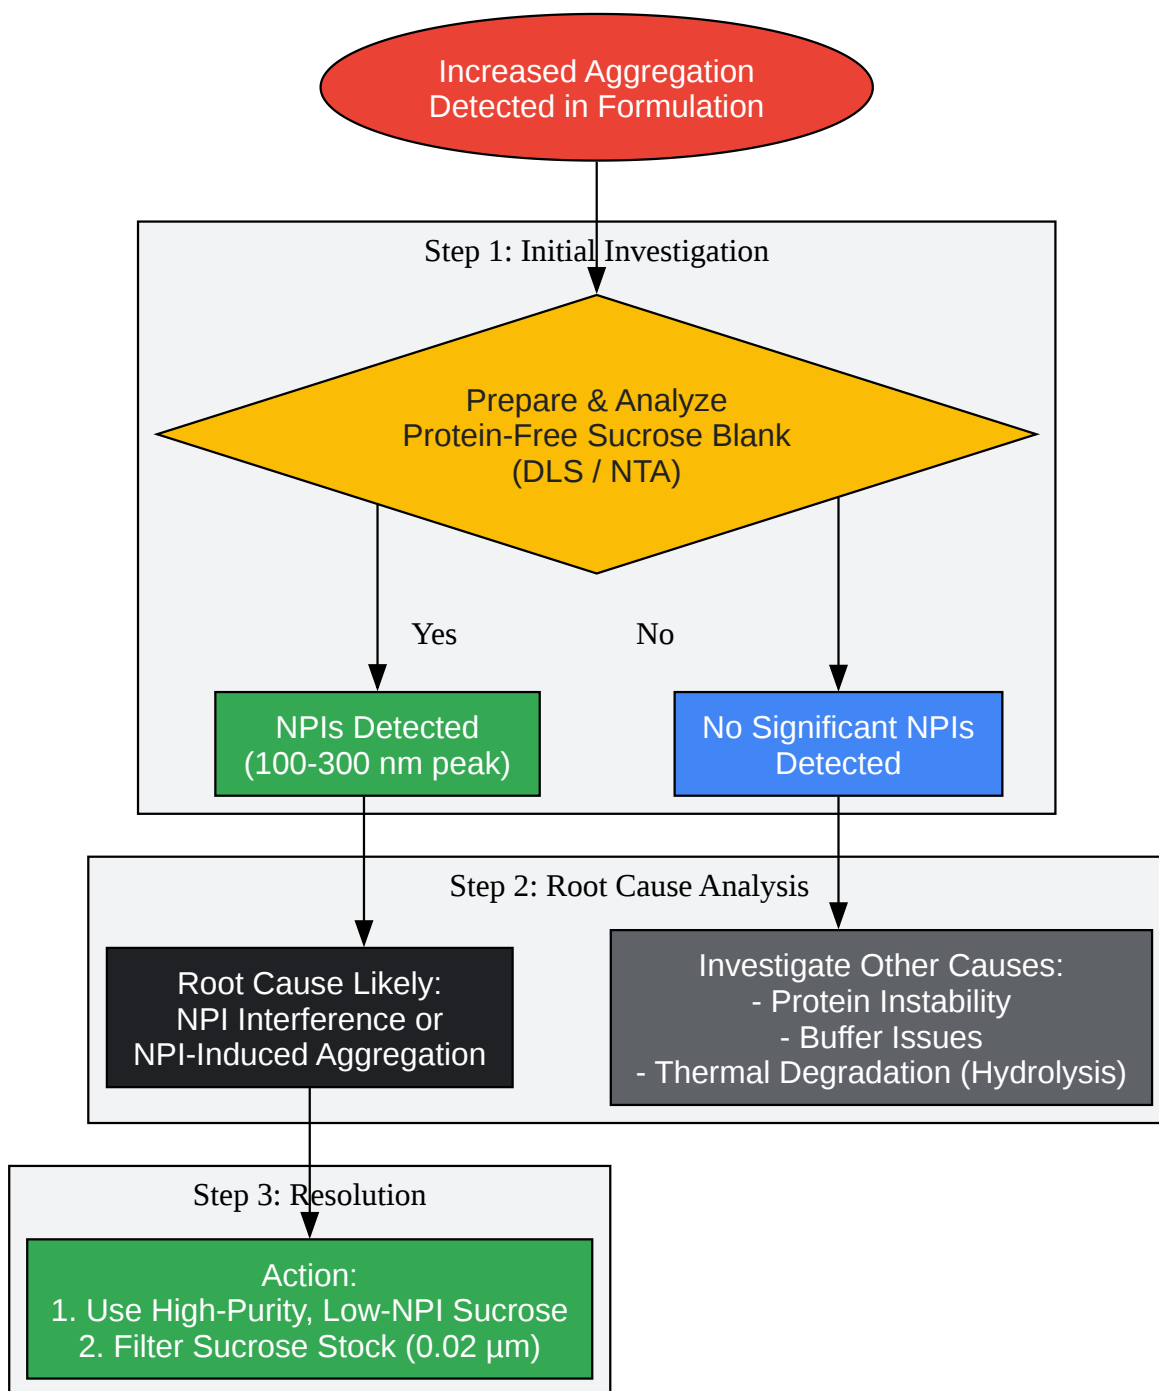 Increased Aggregation
Detected in Formulation
Step 1: Initial Investigation
Prepare & Analyze
Protein-Free Sucrose Blank
(DLS / NTA)
Yes
No
NPIs Detected
(100-300 nm peak)
No Significant NPIs
Detected
Step 2: Root Cause Analysis
Root Cause Likely:
NPI Interference or
NPI-Induced Aggregation
Investigate Other Causes:
- Protein Instability
- Buffer Issues
- Thermal Degradation (Hydrolysis)
Step 3: Resolution
Action:
1. Use High-Purity, Low-NPI Sucrose
2. Filter Sucrose Stock (0.02 µm)